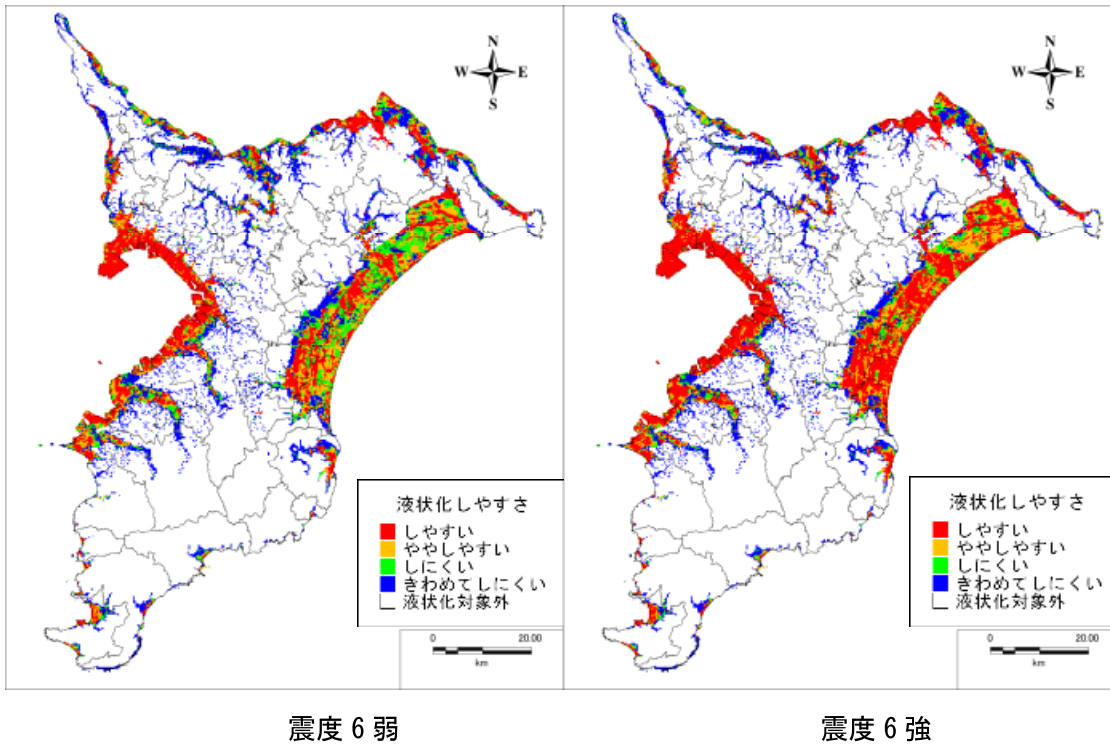 N
W E
S
液状化しやすさ
しやすい
ややしやすい
しにくい
きわめてしにくい
液状化対象外
0 20.00
km
震度6弱
N
W E
S
液状化しやすさ
しやすい
ややしやすい
しにくい
きわめてしにくい
液状化対象外
0 20.00
km
震度6強